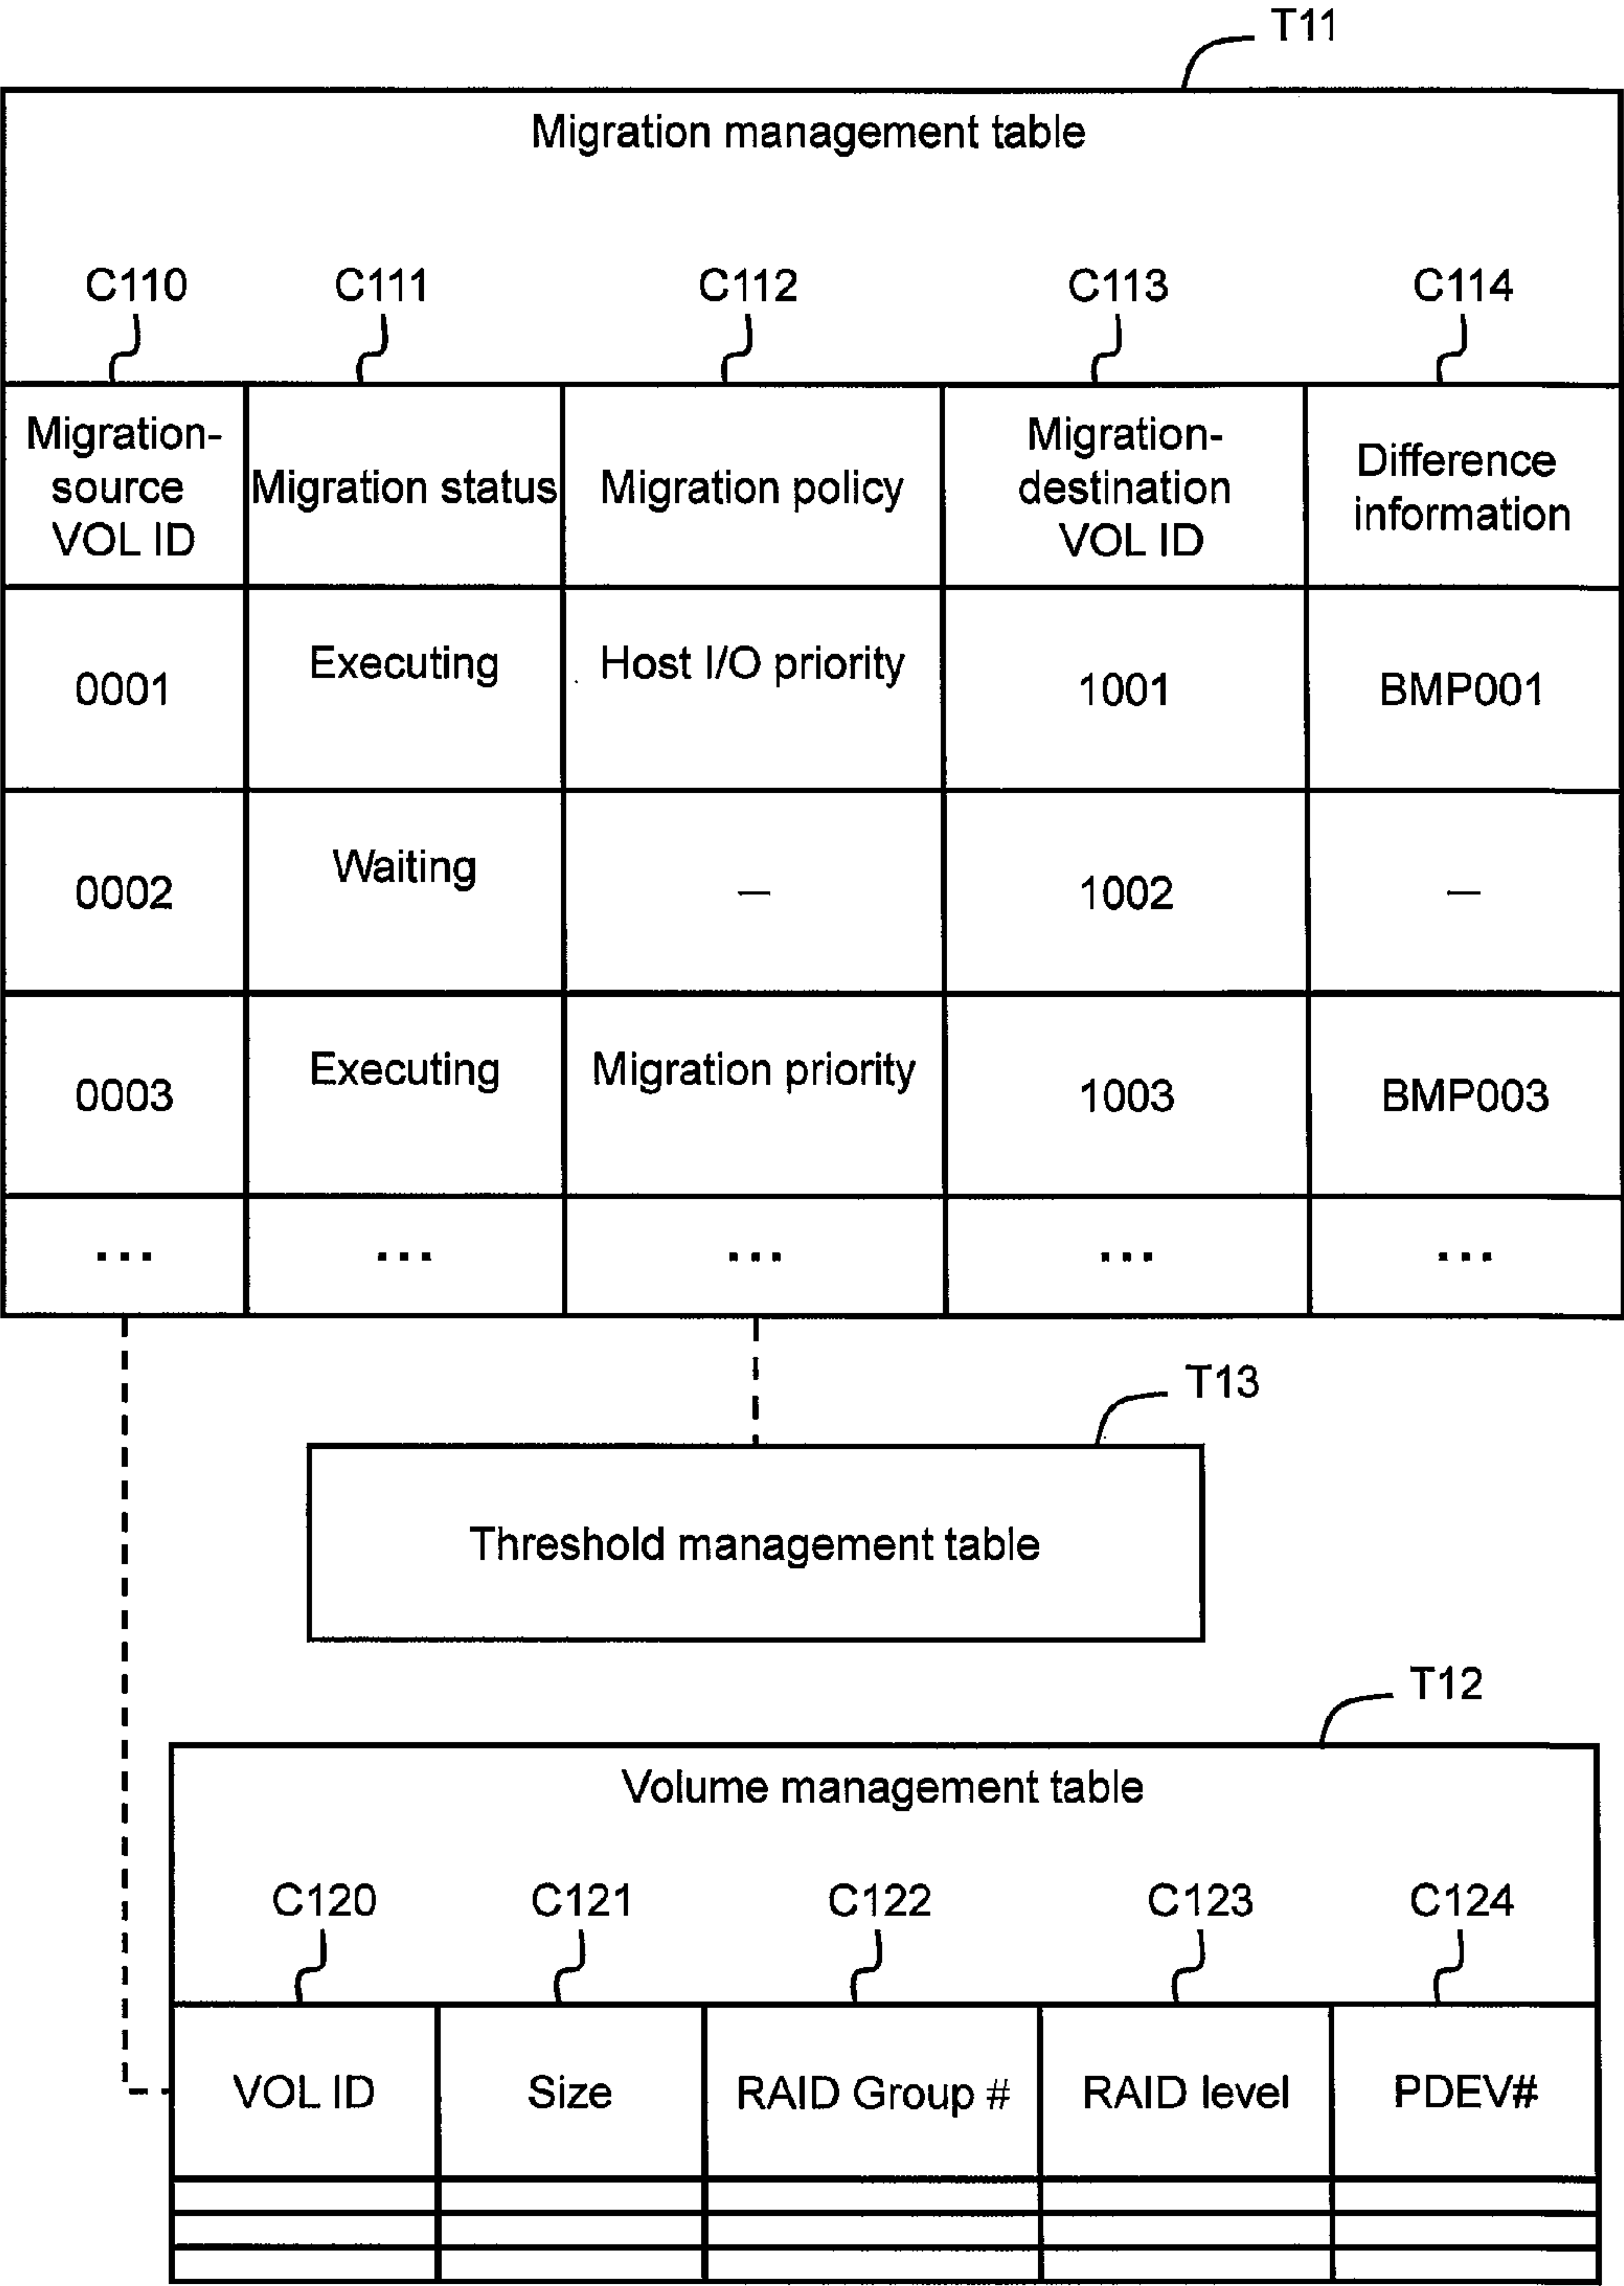 T11
Migration management table
C110 C111 C112 C113 C114
Migration-
source
VOL ID
Migration status
Migration policy
Migration-
destination
VOL ID
Difference
information
0001 Executing Host I/O priority 1001 BMP001
0002 Waiting — 1002 —
0003 Executing Migration priority 1003 BMP003
... ... ... ... ...
T13
Threshold management table
T12
Volume management table
C120 C121 C122 C123 C124
VOL ID Size RAID Group # RAID level PDEV#